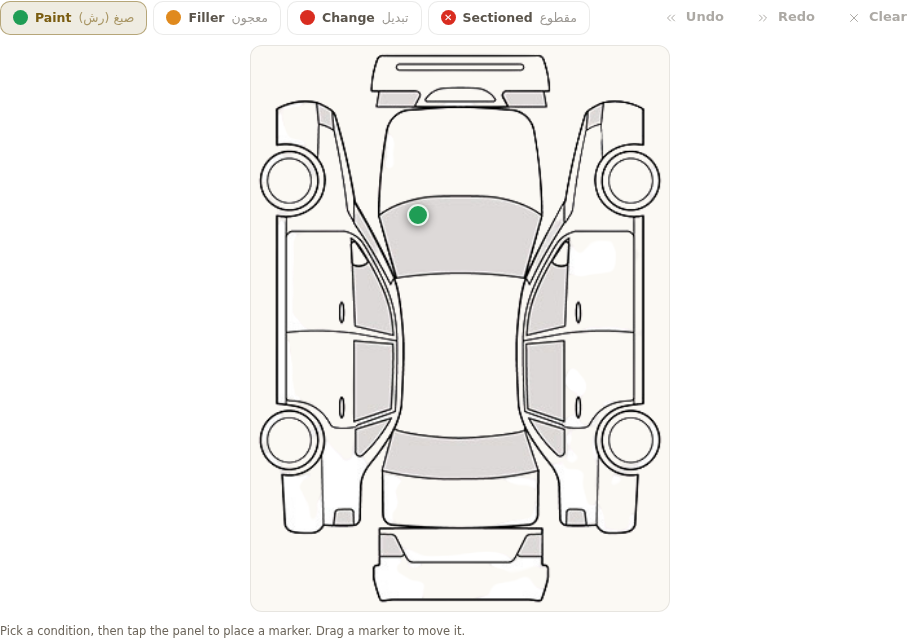 Paint صبغ (رش)
Filler معجون
Change تبديل
Sectioned مقطوع
Undo
Redo
Clear
Pick a condition, then tap the panel to place a marker. Drag a marker to move it.